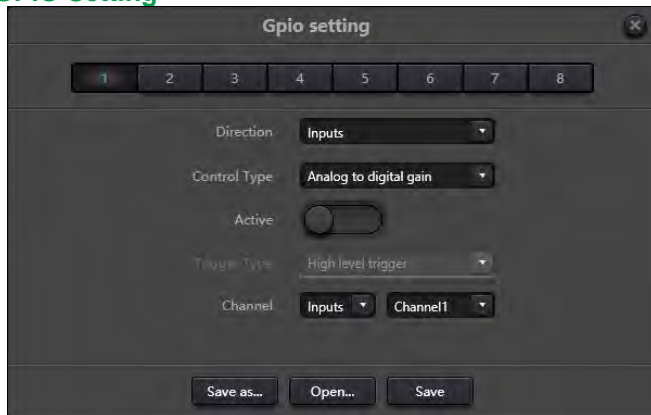 Gpio setting
1 2 3 4 5 6 7 8
Direction Inputs
Control Type Analog to digital gain
Active
Trigger Type High level trigger
Channel Inputs Channel1
Save as... Open... Save